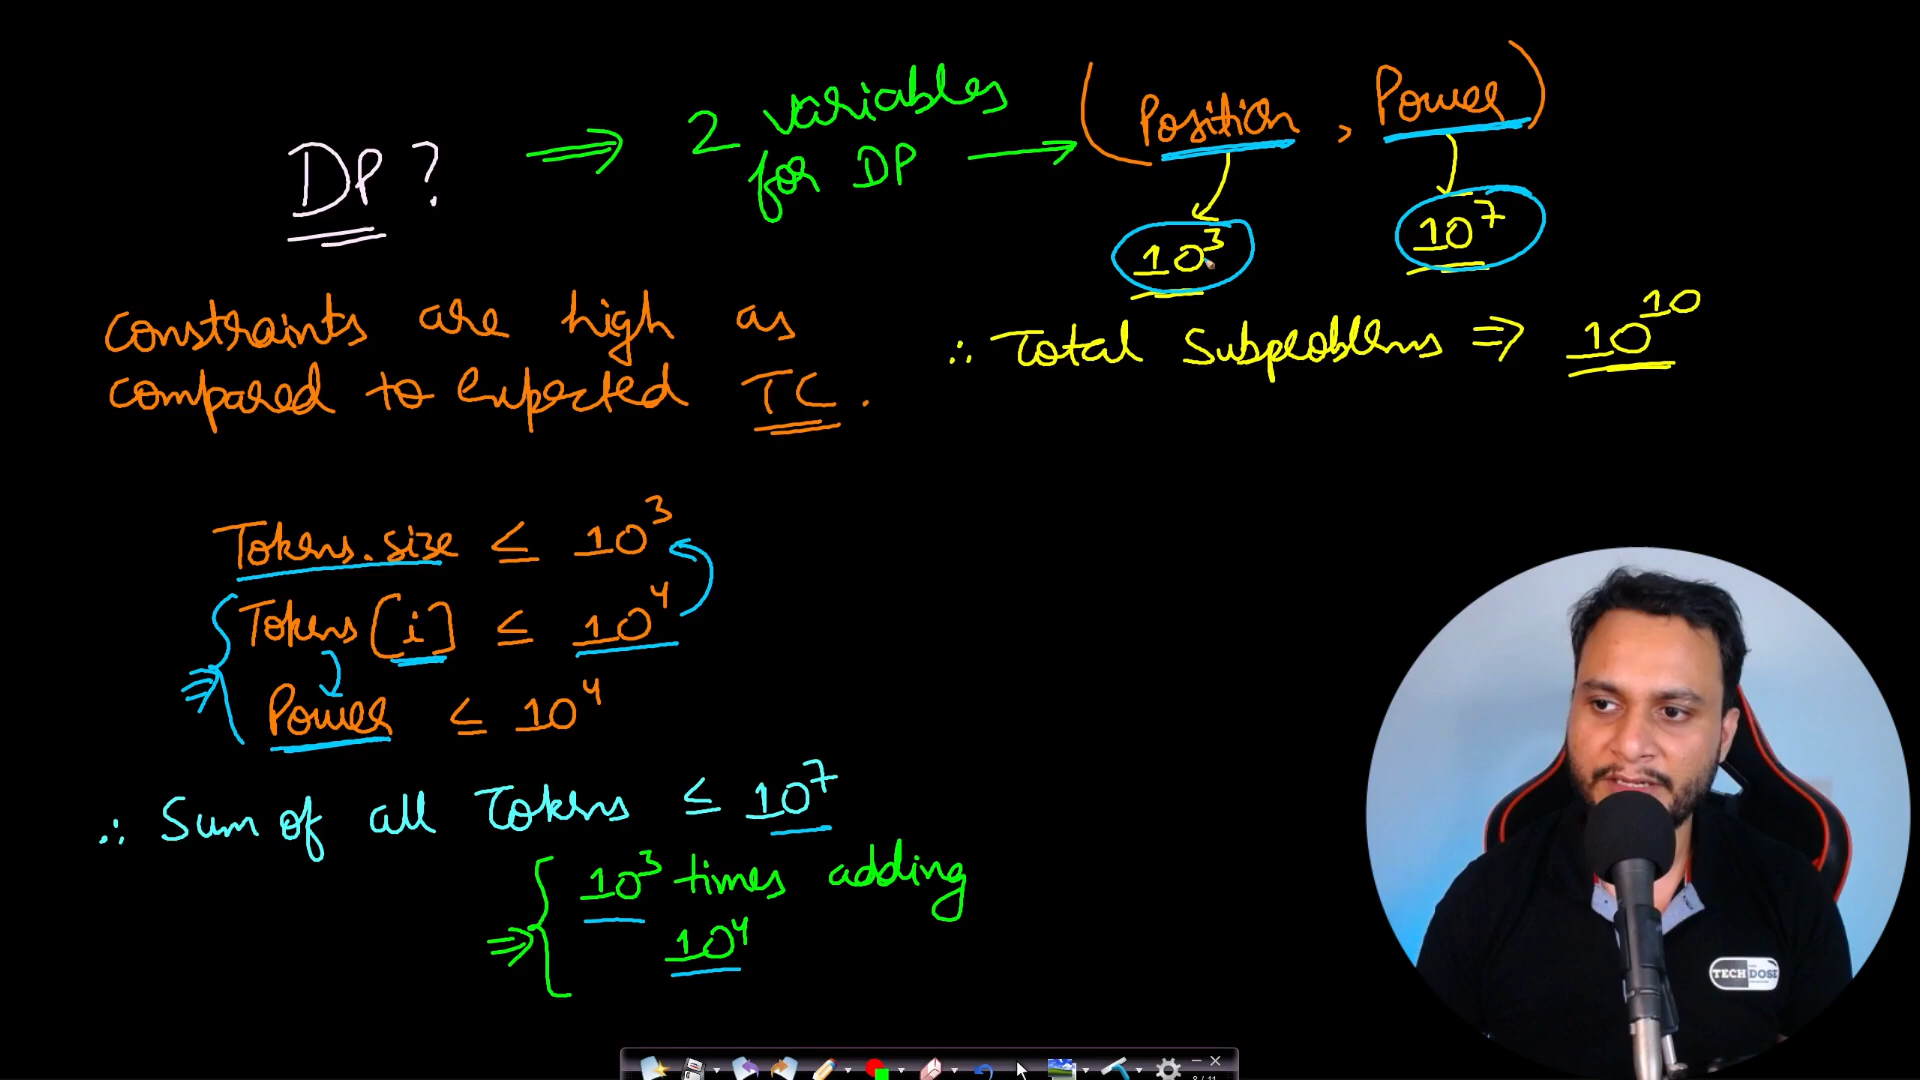 DP? ⇒ 2 variables for DP → (Position, Power)
10^3
10^7
∴ Total Subproblems ⇒ 10^10
Constraints are high as
compared to expected TC.
Tokens.size ≤ 10^3
Tokens[i] ≤ 10^4
⇒ Power ≤ 10^4
∴ Sum of all Tokens ≤ 10^7
⇒ { 10^3 times adding
10^4
TECH DOSE